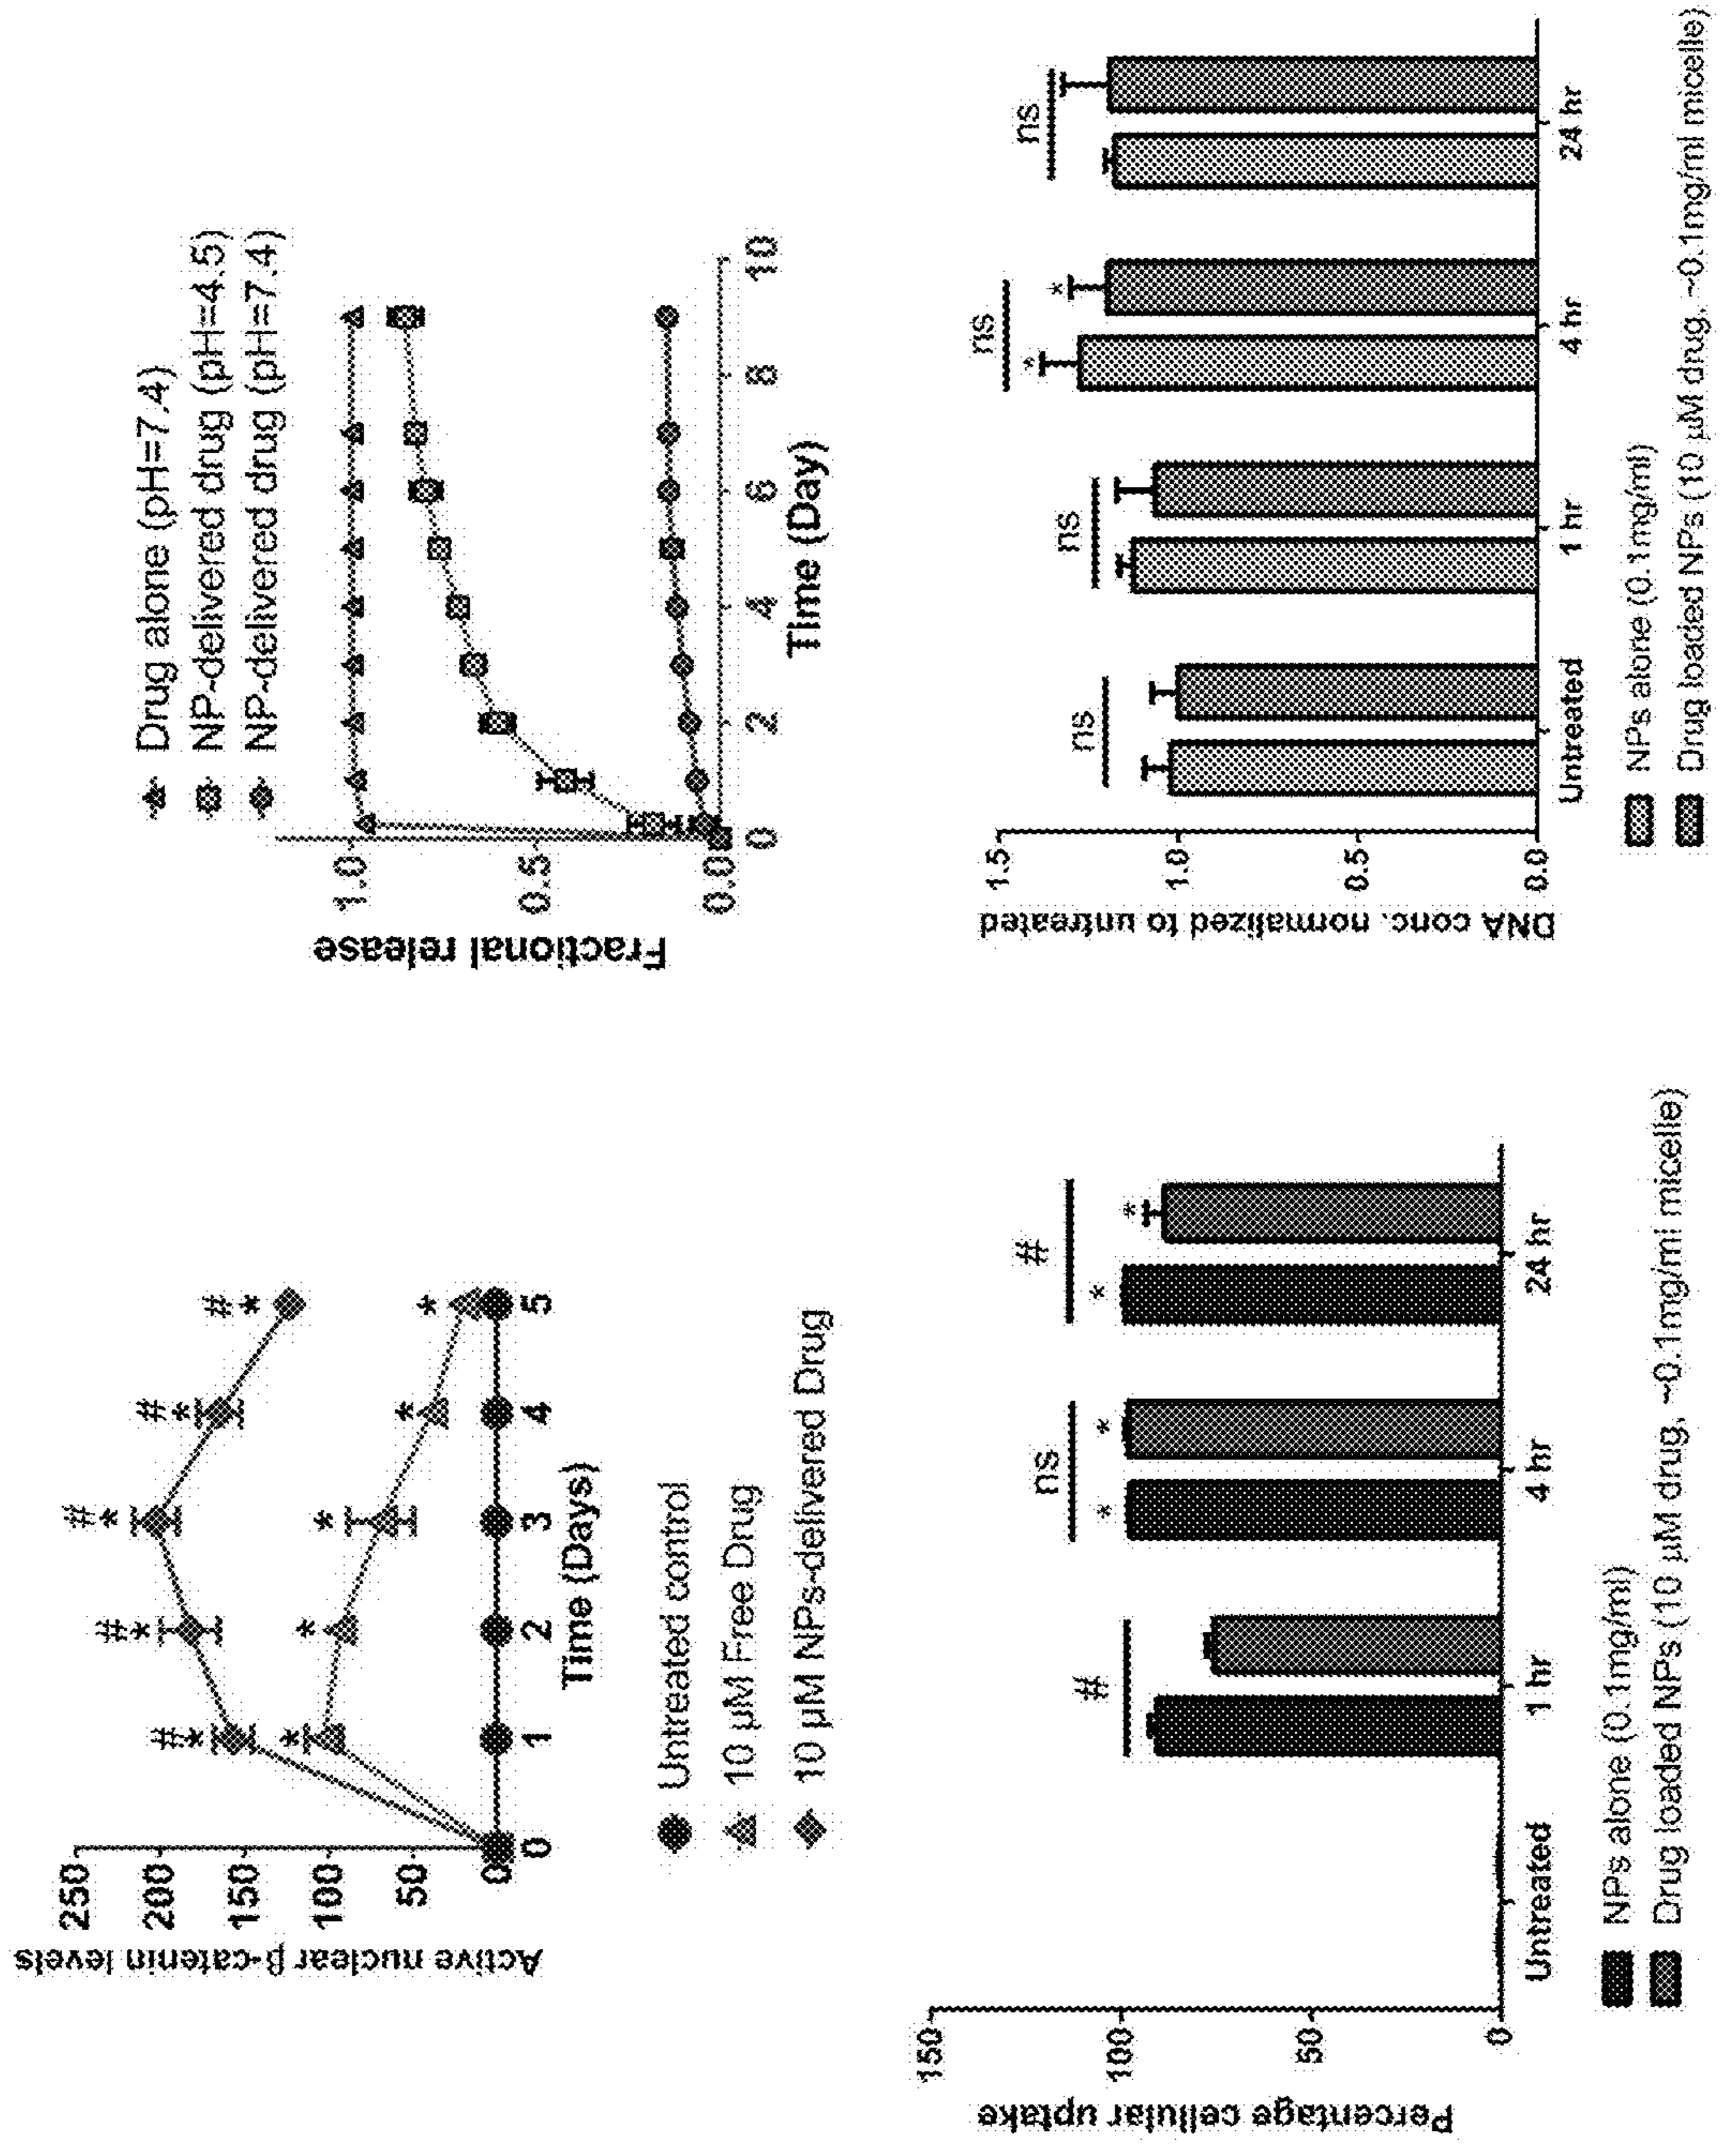 Active nuclear β-catenin levels
250
200
150
100
50
0
# * # * # * # * # *
* * * * *
0 1 2 3 4 5
Time (Days)
Untreated control
10 µM Free Drug
10 µM NPs-delivered Drug
Drug alone (pH=7.4)
NP-delivered drug (pH=4.5)
NP-delivered drug (pH=7.4)
Fractional release
1.0
0.5
0.0
0 2 4 6 8 10
Time (Day)
Percentage cellular uptake
150
100
50
0
# ns #
* * * *
Untreated 1 hr 4 hr 24 hr
NPs alone (0.1mg/ml)
Drug loaded NPs (10 µM drug, ~0.1mg/ml micelle)
DNA conc. normalized to untreated
1.5
1.0
0.5
0.0
ns ns ns ns
* *
Untreated 1 hr 4 hr 24 hr
NPs alone (0.1mg/ml)
Drug loaded NPs (10 µM drug, ~0.1mg/ml micelle)